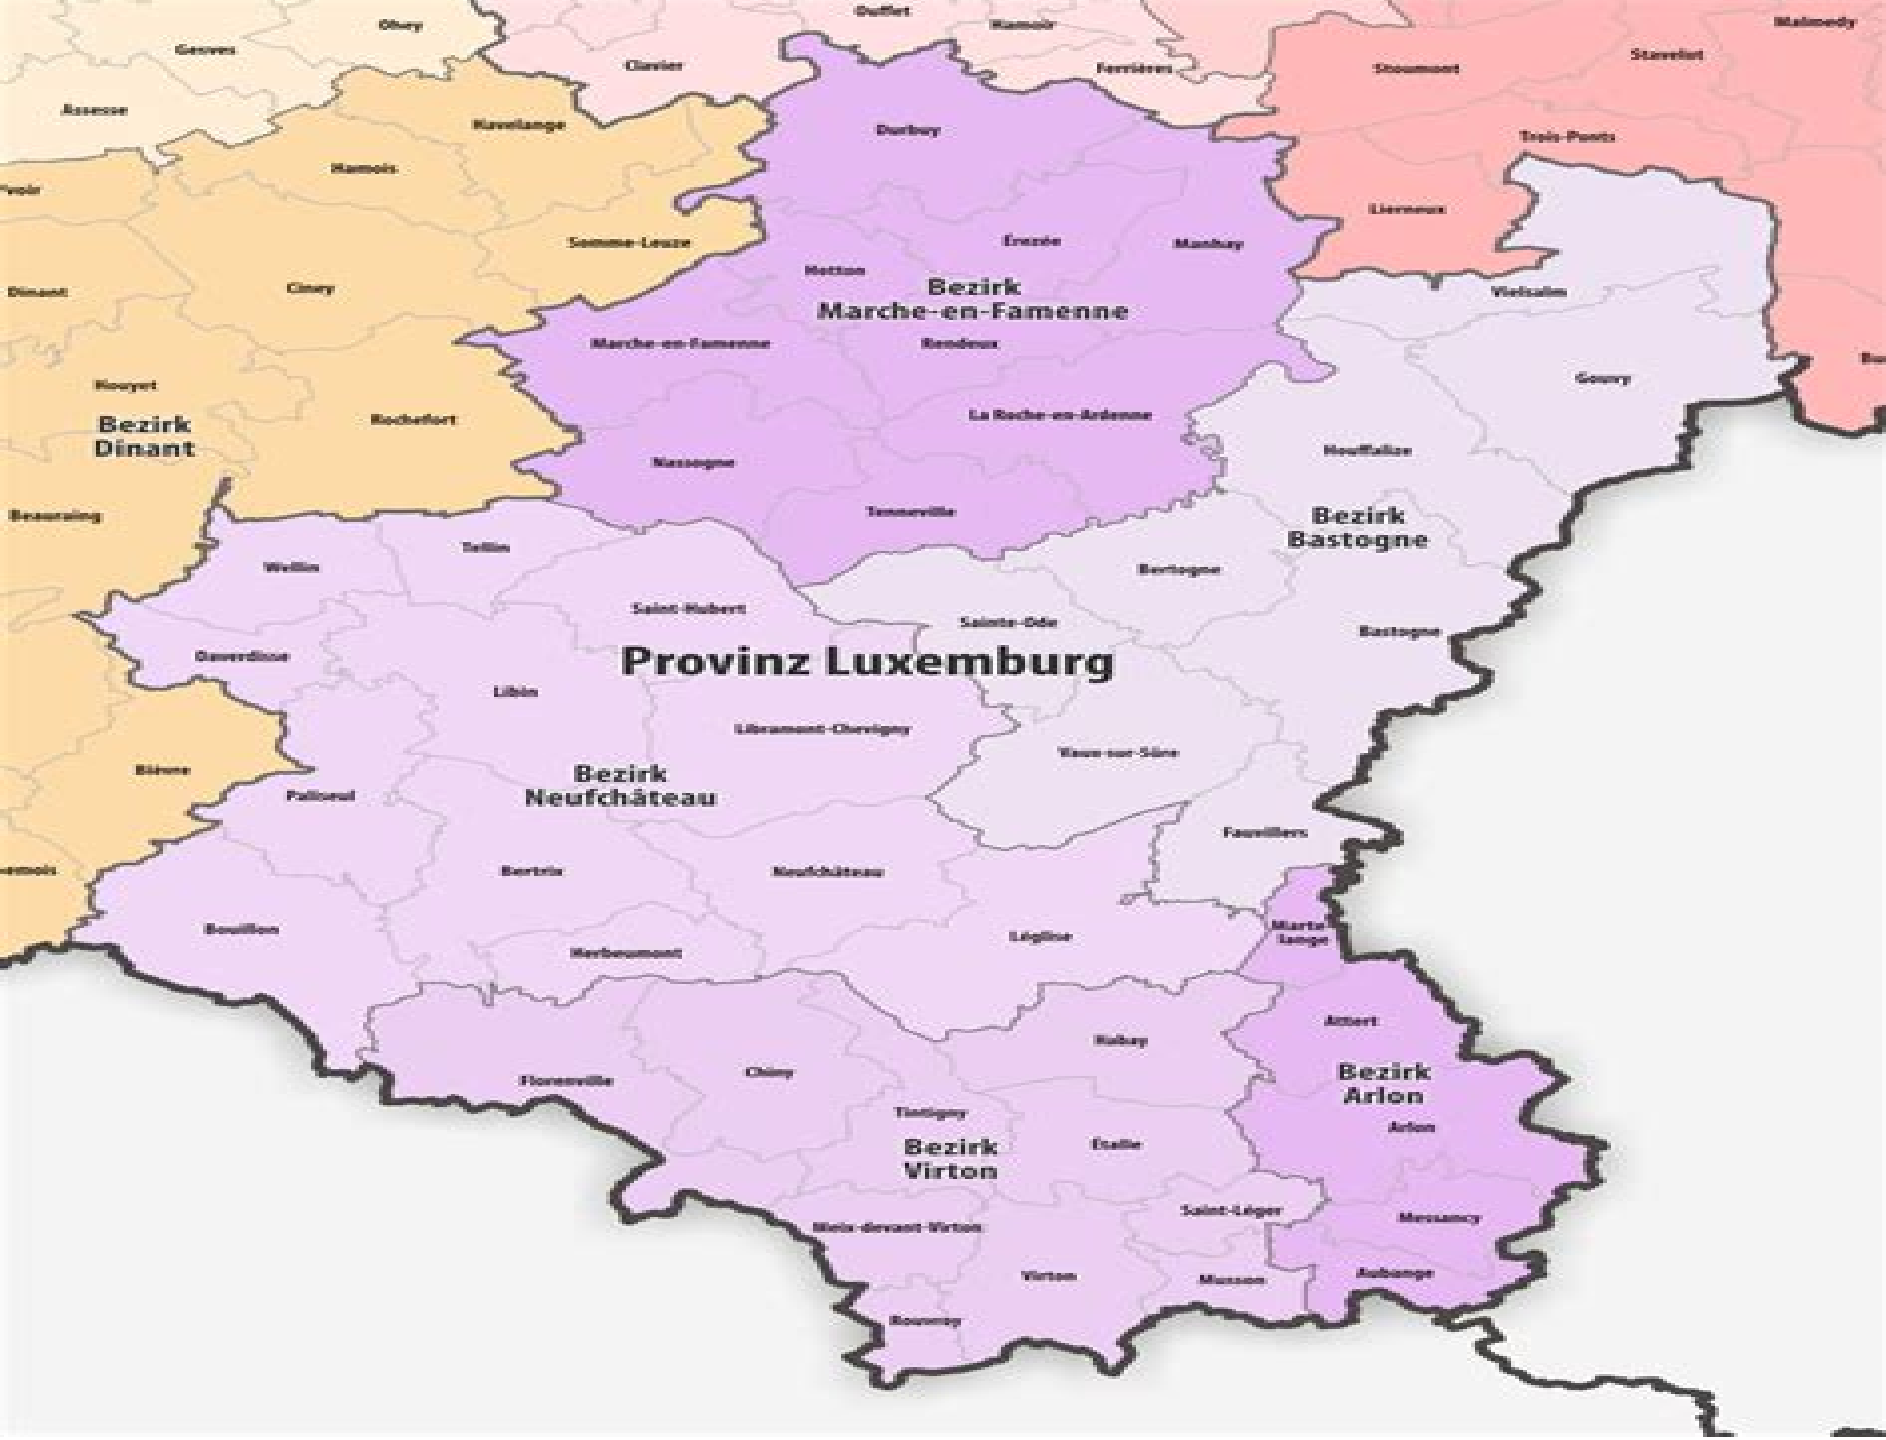 Ohey
Ouffet
Hamoir
Malmedy
Gesves
Clavier
Ferrières
Stoumont
Stavelot
Assesse
Havelange
Durbuy
Trois-Ponts
Hamois
Lierneux
Somme-Leuze
Érezée
Manhay
Hotton
Dinant
Ciney
Bezirk
Marche-en-Famenne
Vielsalm
Marche-en-Famenne
Rendeux
Houyet
Gouvy
Rochefort
La Roche-en-Ardenne
Bezirk
Dinant
Houffalize
Nassogne
Beauraing
Tenneville
Bezirk
Bastogne
Tellin
Wellin
Bertogne
Saint-Hubert
Sainte-Ode
Bastogne
Daverdisse
Provinz Luxemburg
Libin
Libramont-Chevigny
Vaux-sur-Sûre
Bièvre
Bezirk
Neufchâteau
Paliseul
Fauvillers
Bertrix
Neufchâteau
Bouillon
Herbeumont
Léglise
Marte-
lange
Attert
Habay
Florenville
Chiny
Bezirk
Arlon
Tintigny
Arlon
Étalle
Bezirk
Virton
Saint-Léger
Messancy
Meix-devant-Virton
Virton
Musson
Aubange
Rouvroy